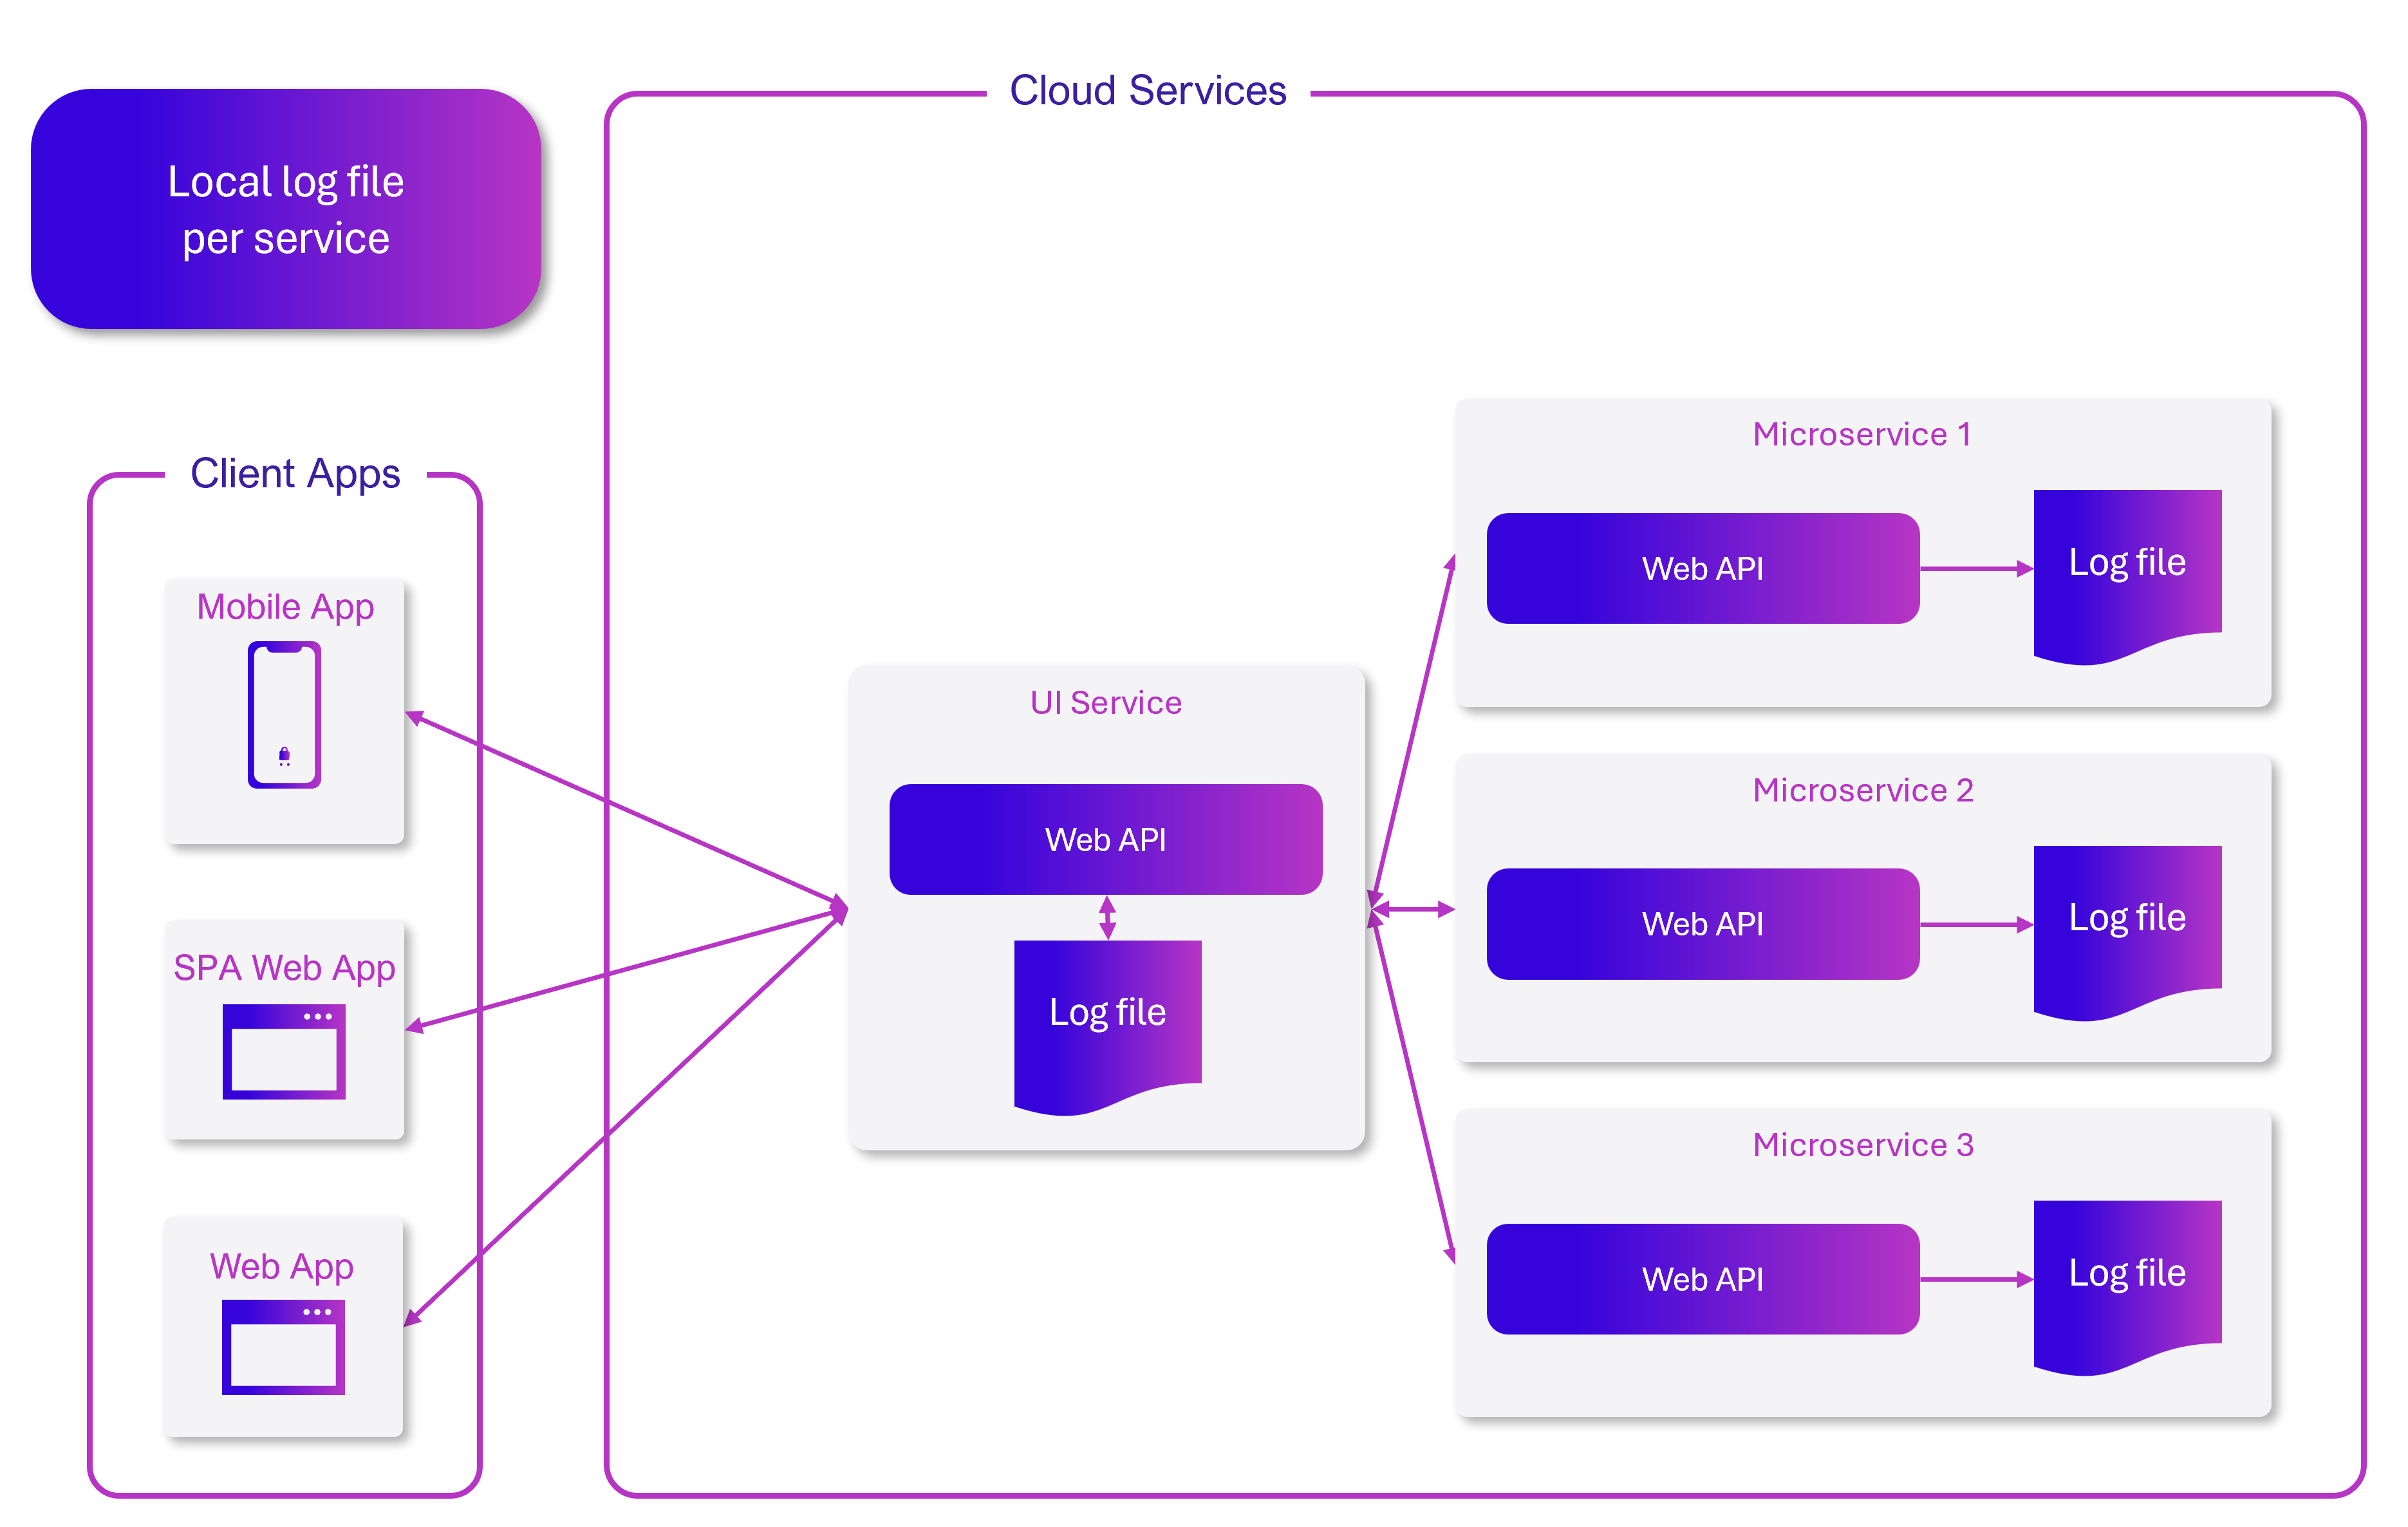 Cloud Services
Local log file
per service
Client Apps
Mobile App
SPA Web App
Web App
UI Service
Web API
Log file
Microservice 1
Web API
Log file
Microservice 2
Web API
Log file
Microservice 3
Web API
Log file